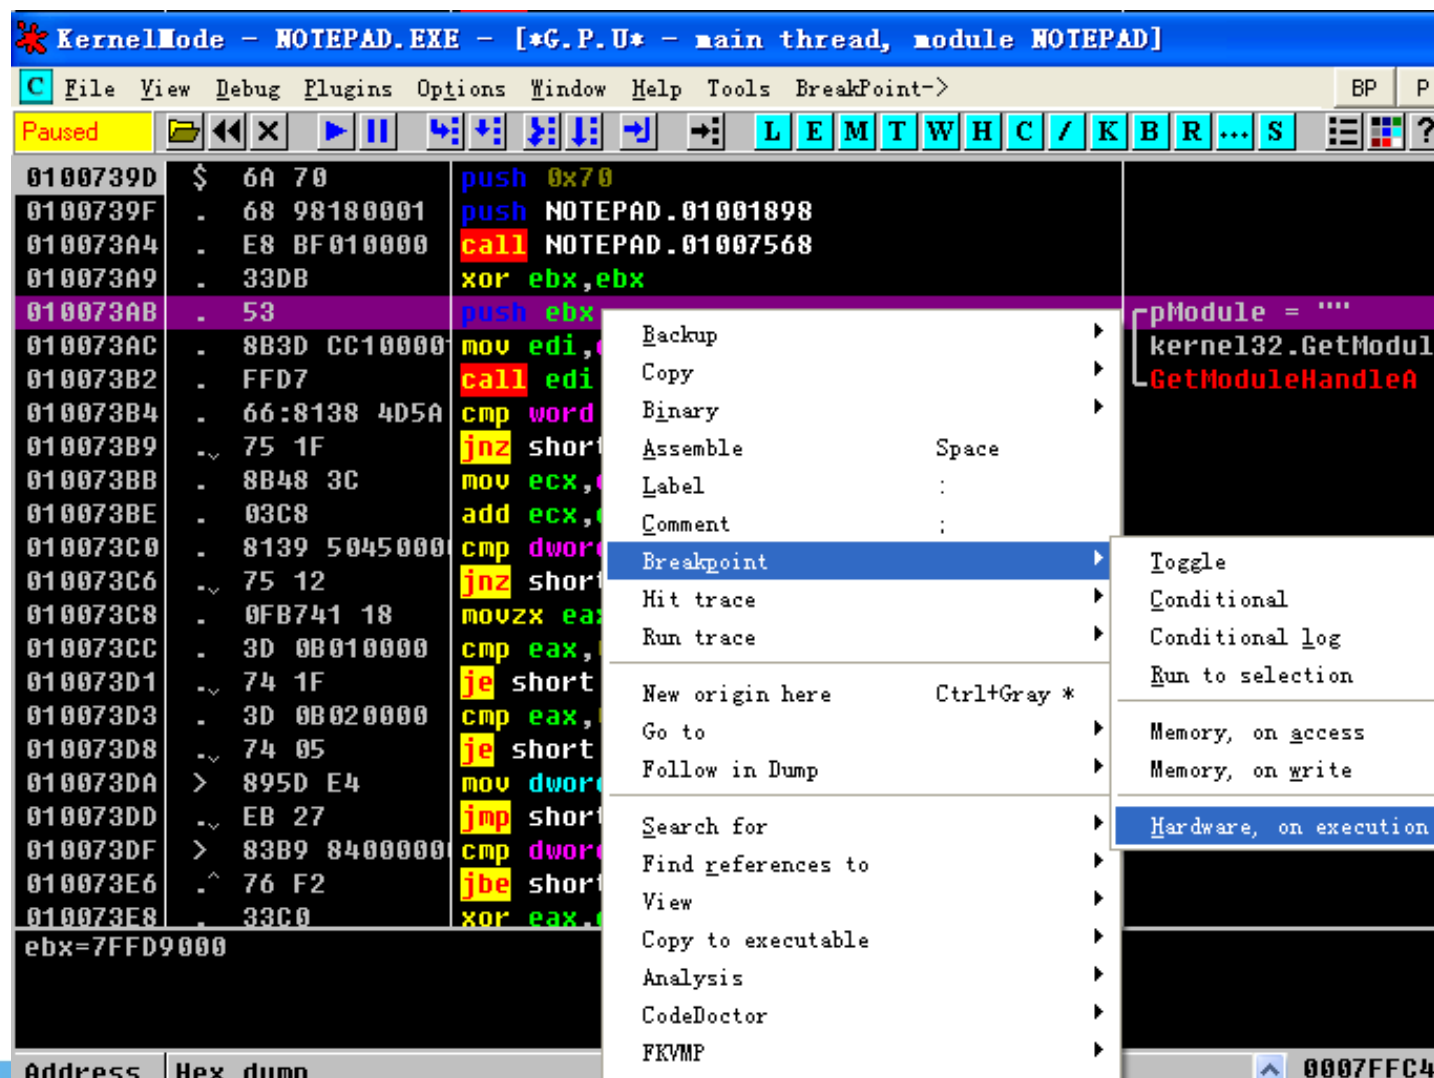 KernelMode - NOTEPAD.EXE - [*G.P.U* - main thread, module NOTEPAD]
C File View Debug Plugins Options Window Help Tools BreakPoint-> BP P
Paused L E M T W H C / K B R ... S ?
0100739D $ 6A 70 push 0x70
0100739F . 68 98180001 push NOTEPAD.01001898
010073A4 . E8 BF010000 call NOTEPAD.01007568
010073A9 . 33DB xor ebx,ebx
010073AB . 53 push ebx pModule = ""
010073AC . 8B3D CC10000 mov edi, kernel32.GetModul
010073B2 . FFD7 call edi GetModuleHandleA
010073B4 . 66:8138 4D5A cmp word
010073B9 . 75 1F jnz short
010073BB . 8B48 3C mov ecx,
010073BE . 03C8 add ecx,
010073C0 . 8139 5045000 cmp dword
010073C6 . 75 12 jnz short
010073C8 . 0FB741 18 movzx eax
010073CC . 3D 0B010000 cmp eax,
010073D1 . 74 1F je short
010073D3 . 3D 0B020000 cmp eax,
010073D8 . 74 05 je short
010073DA > 895D E4 mov dword
010073DD . EB 27 jmp short
010073DF > 83B9 8400000 cmp dword
010073E6 .^ 76 F2 jbe short
010073E8 . 33C0 xor eax,
ebx=7FFD9000
Address Hex dump 0007FFC4
Backup
Copy
Binary
Assemble Space
Label :
Comment ;
Breakpoint
Hit trace
Run trace
New origin here Ctrl+Gray *
Go to
Follow in Dump
Search for
Find references to
View
Copy to executable
Analysis
CodeDoctor
FKVMP
Toggle
Conditional
Conditional log
Run to selection
Memory, on access
Memory, on write
Hardware, on execution